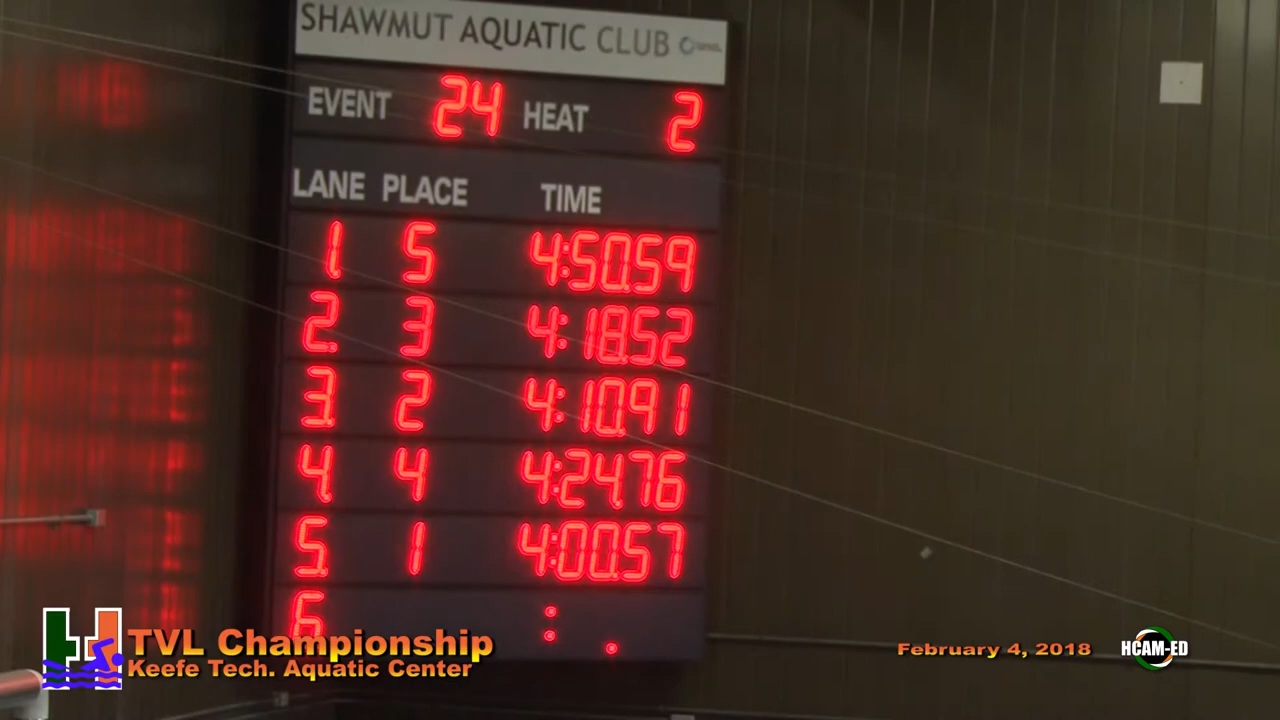 SHAWMUT AQUATIC CLUB
EVENT 24 HEAT 2
LANE PLACE TIME
1 5 4:50.59
2 3 4:18.52
3 2 4:10.91
4 4 4:24.76
5 1 4:00.57
6 : .
TVL Championship
Keefe Tech. Aquatic Center
February 4, 2018
HCAM-ED